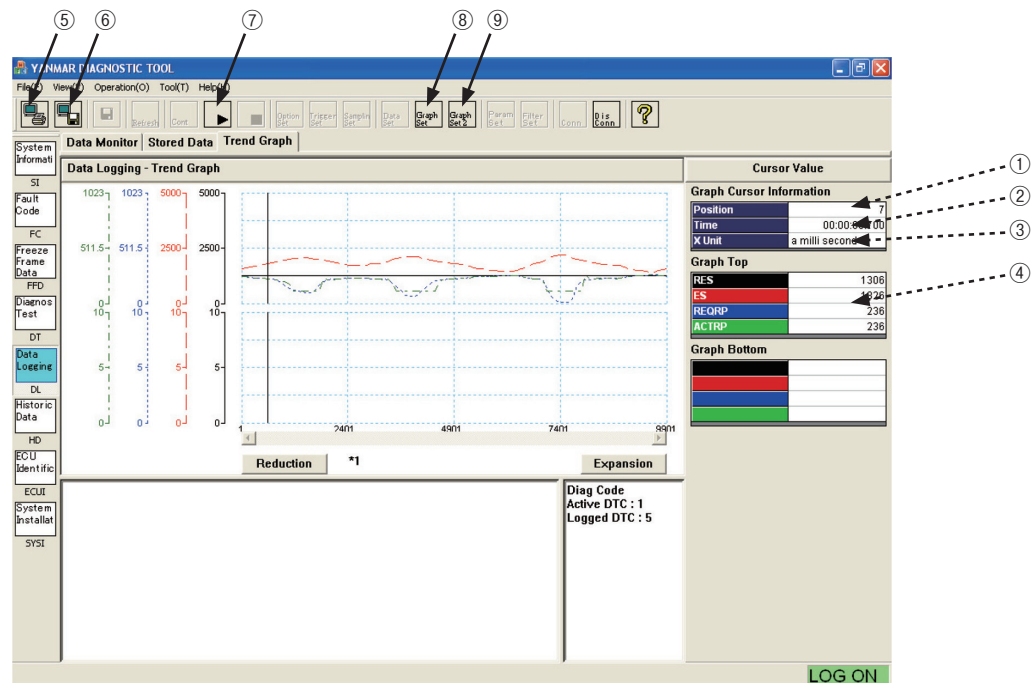 ⑤ ⑥ ⑦ ⑧ ⑨
YANMAR DIAGNOSTIC TOOL
File(F) View(V) Operation(O) Tool(T) Help(H)
Refresh Cont. Option Set Trigger Set Samplin Set Data Set Graph Set Graph Set 2 Param Set Filter Set Conn. Dis Conn ?
System Informati
SI
Fault Code
FC
Freeze Frame Data
FFD
Diagnos Test
DT
Data Logging
DL
Historic Data
HD
ECU Identific
ECUI
System Installat
SYSI
Data Monitor Stored Data Trend Graph
Data Logging - Trend Graph
1023 1023 5000 5000
511.5 511.5 2500 2500
0 0 0 0
10 10 10 10
5 5 5 5
0 0 0 0
1 2401 4901 7401 9901
Reduction *1 Expansion
Diag Code
Active DTC : 1
Logged DTC : 5
Cursor Value
Graph Cursor Information
Position 7
Time 00:00:00.700
X Unit a milli second
Graph Top
RES 1306
ES
REQRP 236
ACTRP 236
Graph Bottom
①
②
③
④
LOG ON